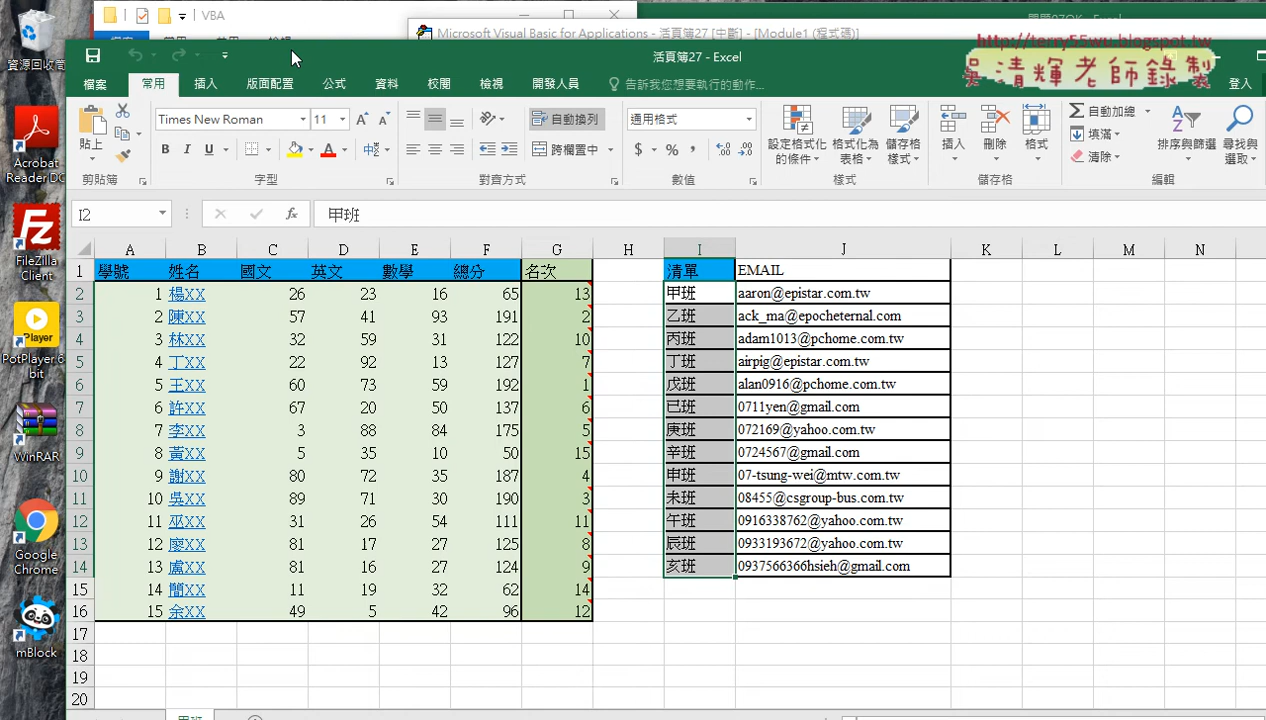 資源回收筒
Acrobat
Reader DC
FileZilla
Client
Player
PotPlayer 6
bit
WinRAR
Google
Chrome
mBlock
VBA
Microsoft Visual Basic for Applications - 活頁簿27 [中斷] - [Module1 (程式碼)]
http://terry55wu.blogspot.tw
吳清輝老師錄製
活頁簿27 - Excel
檔案 常用 插入 版面配置 公式 資料 校閱 檢視 開發人員 告訴我您想要執行的動作... 登入
貼上 Times New Roman 11 自動換列 通用格式 自動加總
B I U 中 跨欄置中 $ % , 設定格式化的條件 格式化為表格 儲存格樣式 插入 刪除 格式 填滿 清除 排序與篩選 尋找與選取
剪貼簿 字型 對齊方式 數值 樣式 儲存格 編輯
I2 fx 甲班
A B C D E F G H I J K L M N
1 學號 姓名 國文 英文 數學 總分 名次 清單 EMAIL
2 1 楊XX 26 23 16 65 13 甲班 aaron@epistar.com.tw
3 2 陳XX 57 41 93 191 2 乙班 ack_ma@epocheternal.com
4 3 林XX 32 59 31 122 10 丙班 adam1013@pchome.com.tw
5 4 丁XX 22 92 13 127 7 丁班 airpig@epistar.com.tw
6 5 王XX 60 73 59 192 1 戊班 alan0916@pchome.com.tw
7 6 許XX 67 20 50 137 6 已班 0711yen@gmail.com
8 7 李XX 3 88 84 175 5 庚班 072169@yahoo.com.tw
9 8 黃XX 5 35 10 50 15 辛班 0724567@gmail.com
10 9 謝XX 80 72 35 187 4 申班 07-tsung-wei@mtw.com.tw
11 10 吳XX 89 71 30 190 3 未班 08455@csgroup-bus.com.tw
12 11 巫XX 31 26 54 111 11 午班 0916338762@yahoo.com.tw
13 12 廖XX 81 17 27 125 8 辰班 0933193672@yahoo.com.tw
14 13 盧XX 81 16 27 124 9 亥班 0937566366hsieh@gmail.com
15 14 簡XX 11 19 32 62 14
16 15 余XX 49 5 42 96 12
17
18
19
20
甲班